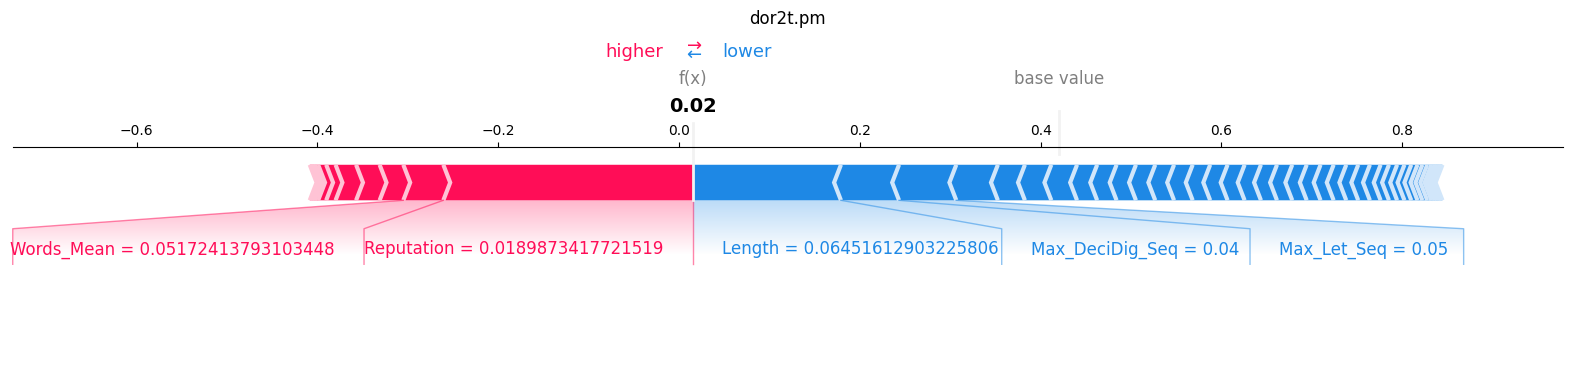 dor2t.pm
higher → ← lower
f(x) base value
0.02
−0.6 −0.4 −0.2 0.0 0.2 0.4 0.6 0.8
Words_Mean = 0.05172413793103448 Reputation = 0.0189873417721519 Length = 0.06451612903225806 Max_DeciDig_Seq = 0.04 Max_Let_Seq = 0.05